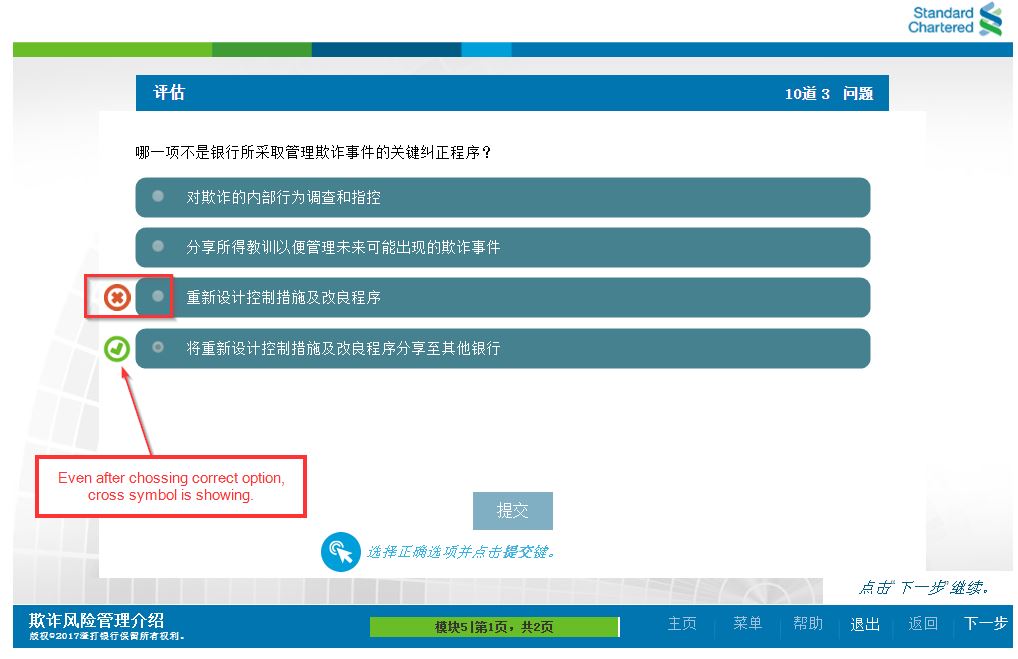 Standard
Chartered
评估
10道 3 问题
哪一项不是银行所采取管理欺诈事件的关键纠正程序？
对欺诈的内部行为调查和指控
分享所得教训以便管理未来可能出现的欺诈事件
重新设计控制措施及改良程序
将重新设计控制措施及改良程序分享至其他银行
Even after chossing correct option,
cross symbol is showing.
提交
选择正确选项并点击提交键。
点击“下一步”继续。
欺诈风险管理介绍
版权©2017渣打银行保留所有权利。
模块5|第1页，共2页
主页 菜单 帮助 退出 返回 下一步